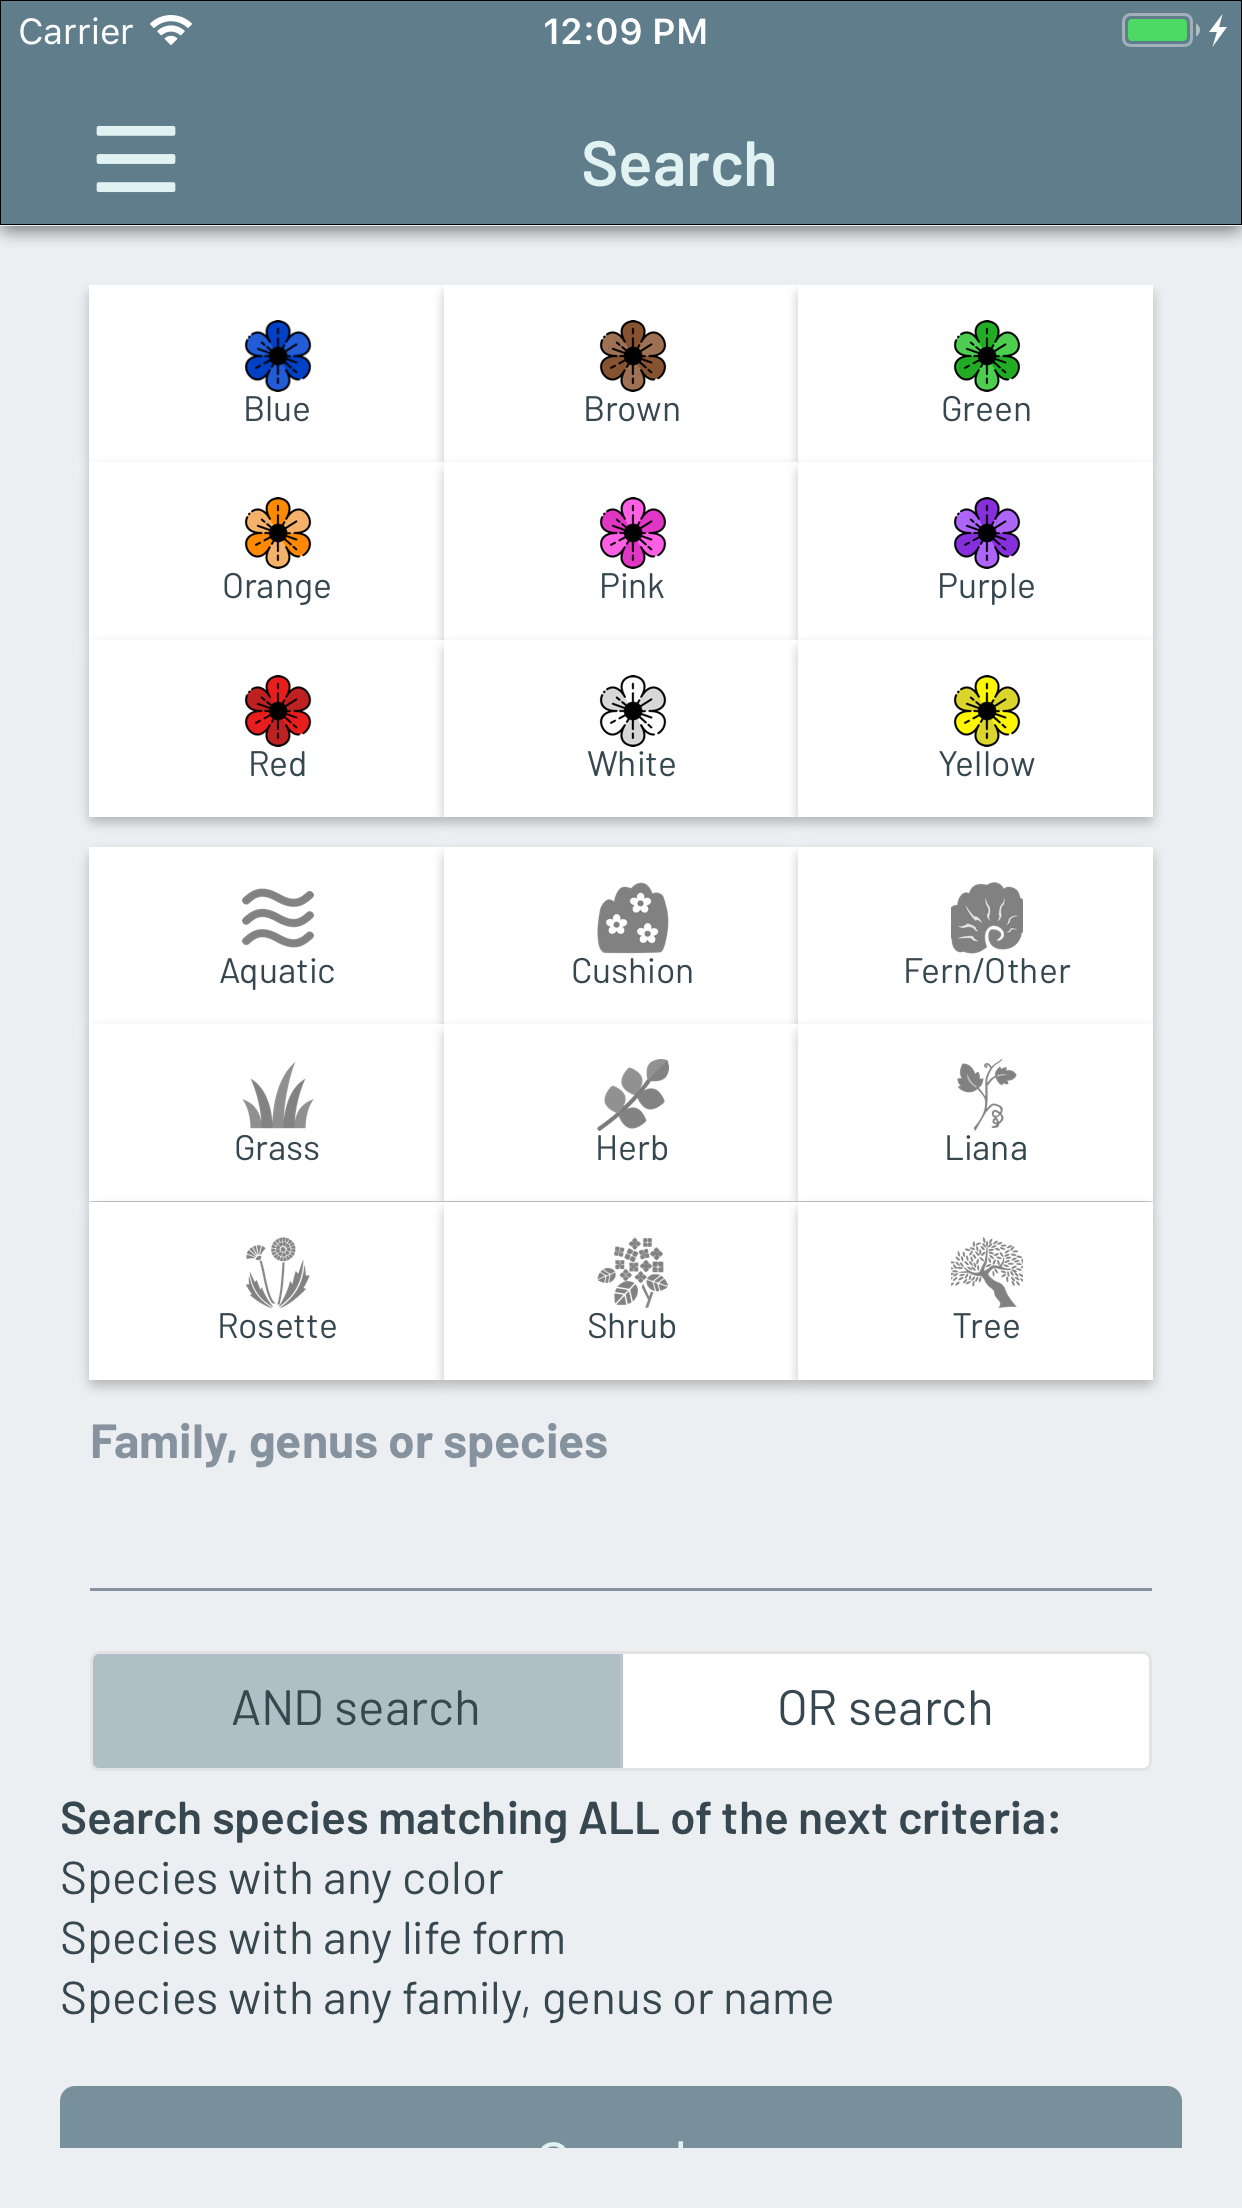 Carrier 12:09 PM
Search
Blue Brown Green
Orange Pink Purple
Red White Yellow
Aquatic Cushion Fern/Other
Grass Herb Liana
Rosette Shrub Tree
Family, genus or species
AND search OR search
Search species matching ALL of the next criteria:
Species with any color
Species with any life form
Species with any family, genus or name